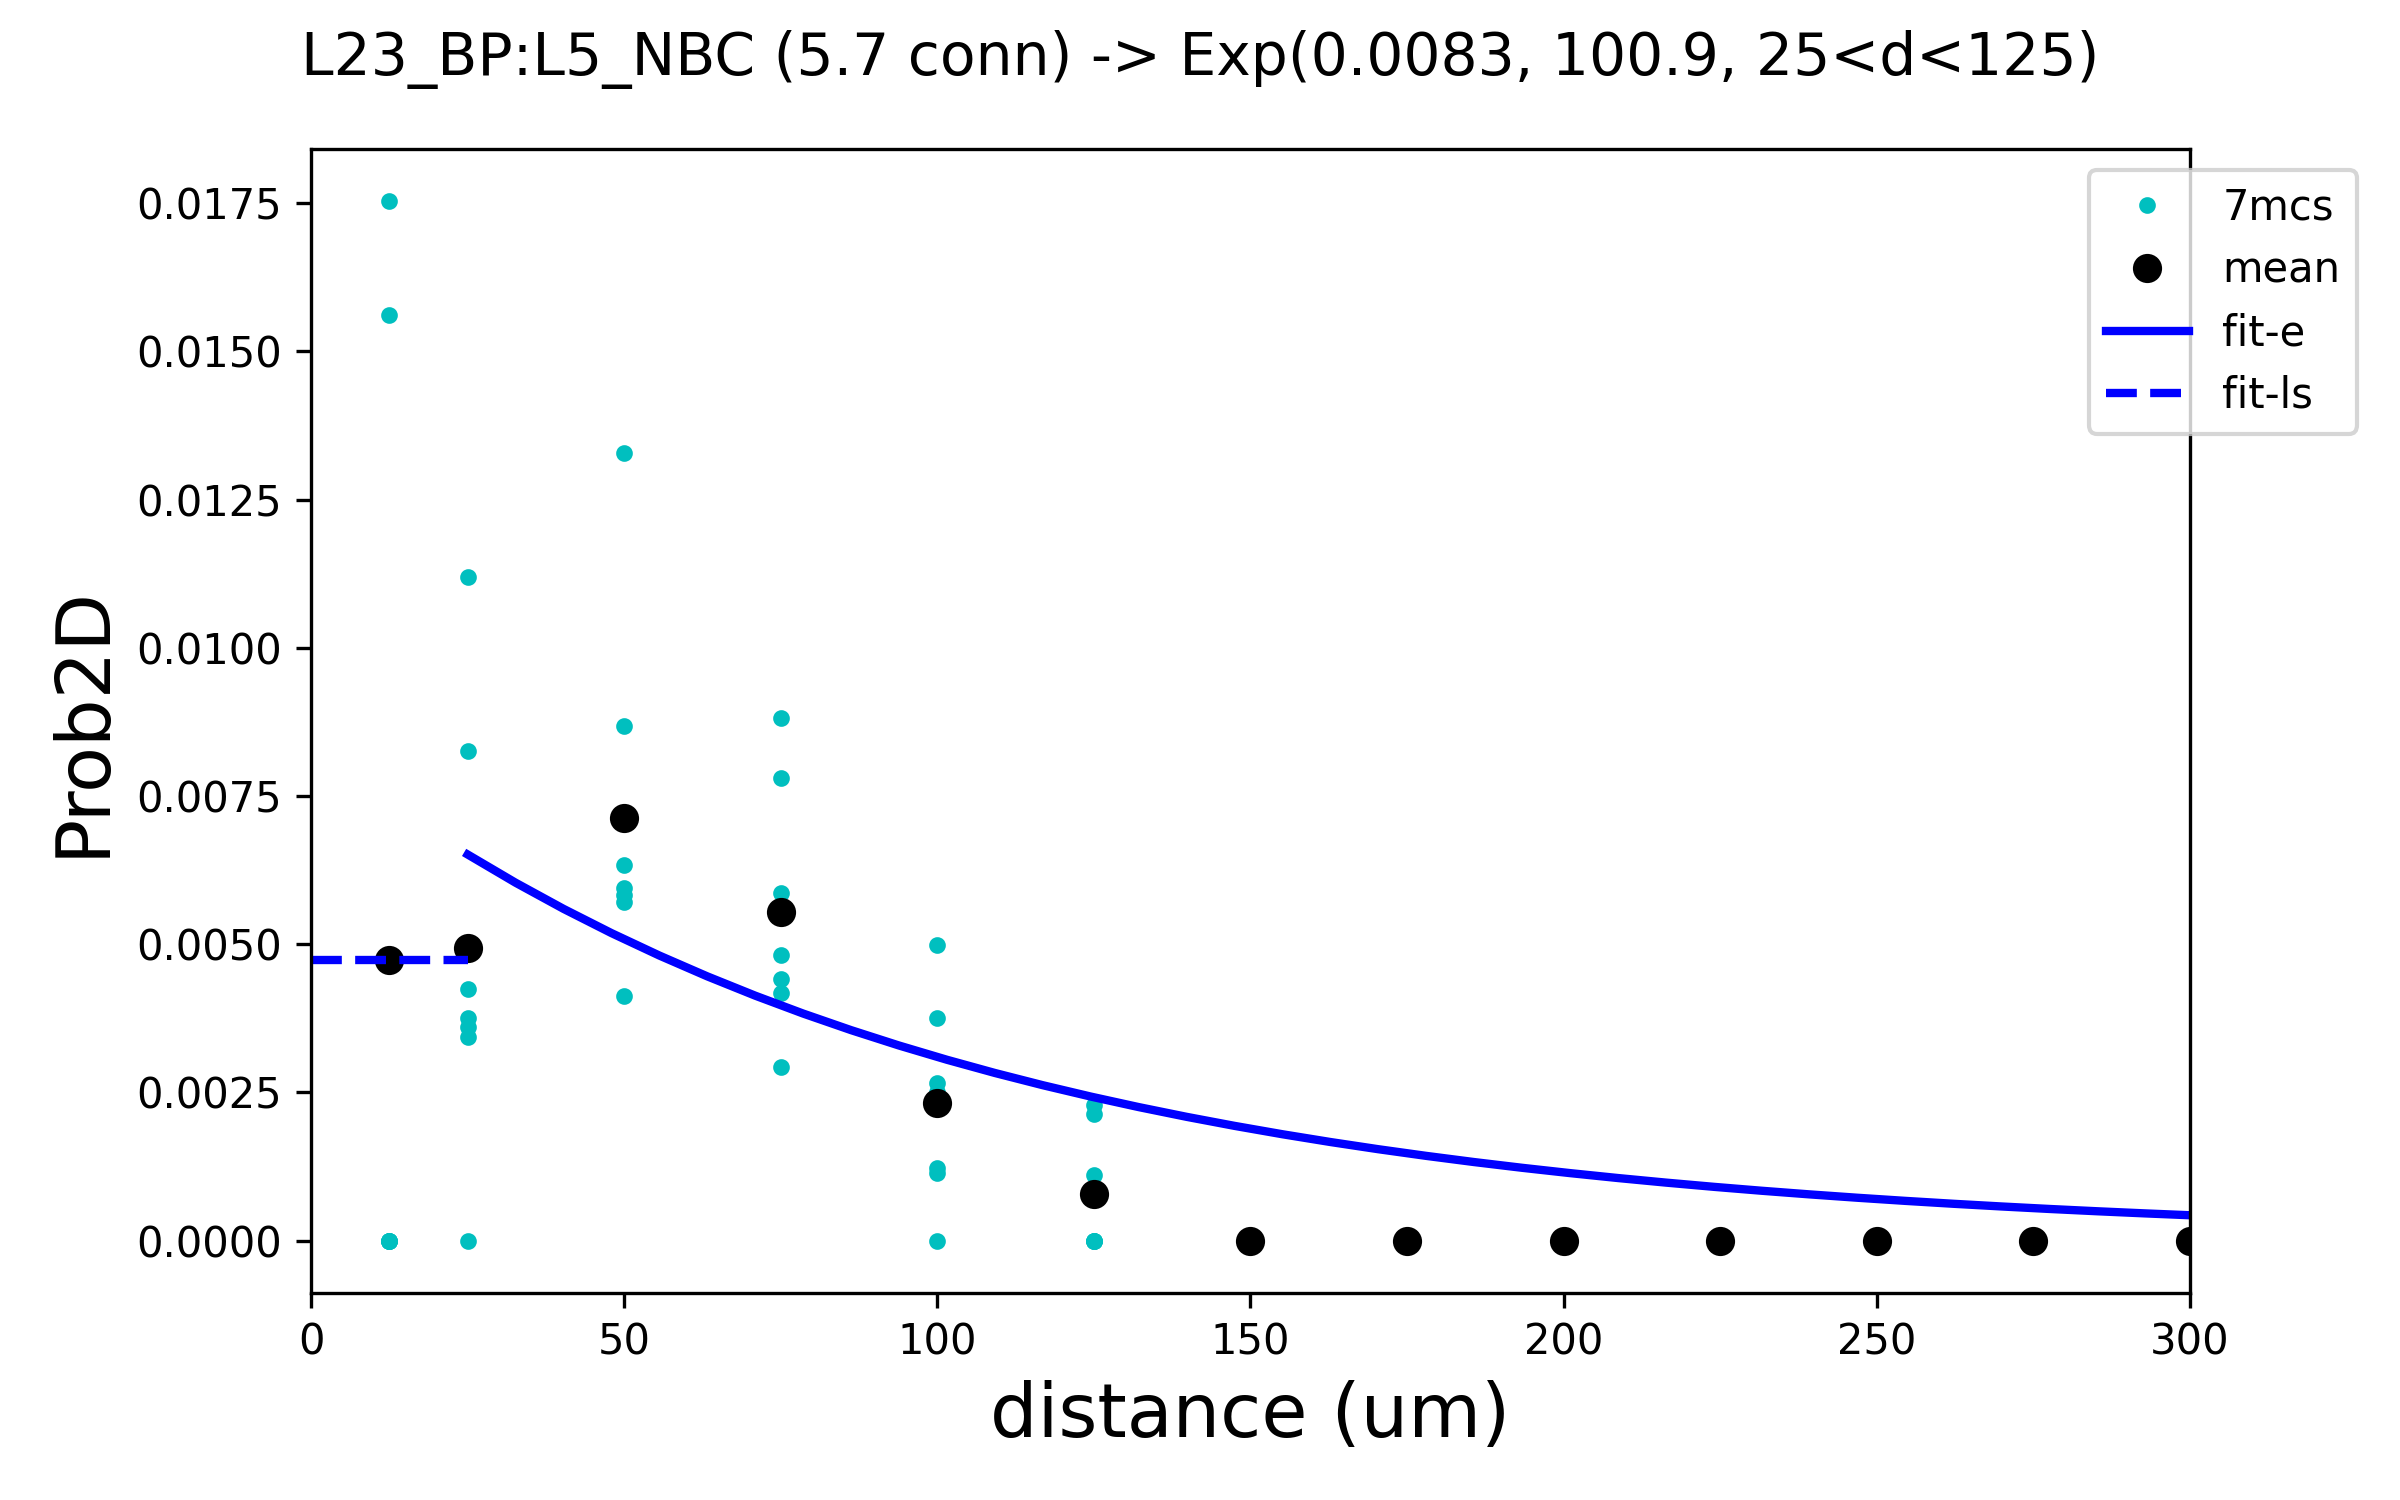 L23_BP:L5_NBC (5.7 conn) -> Exp(0.0083, 100.9, 25<d<125)
7mcs
mean
fit-e
fit-ls
Prob2D
0.0175
0.0150
0.0125
0.0100
0.0075
0.0050
0.0025
0.0000
0 50 100 150 200 250 300
distance (um)